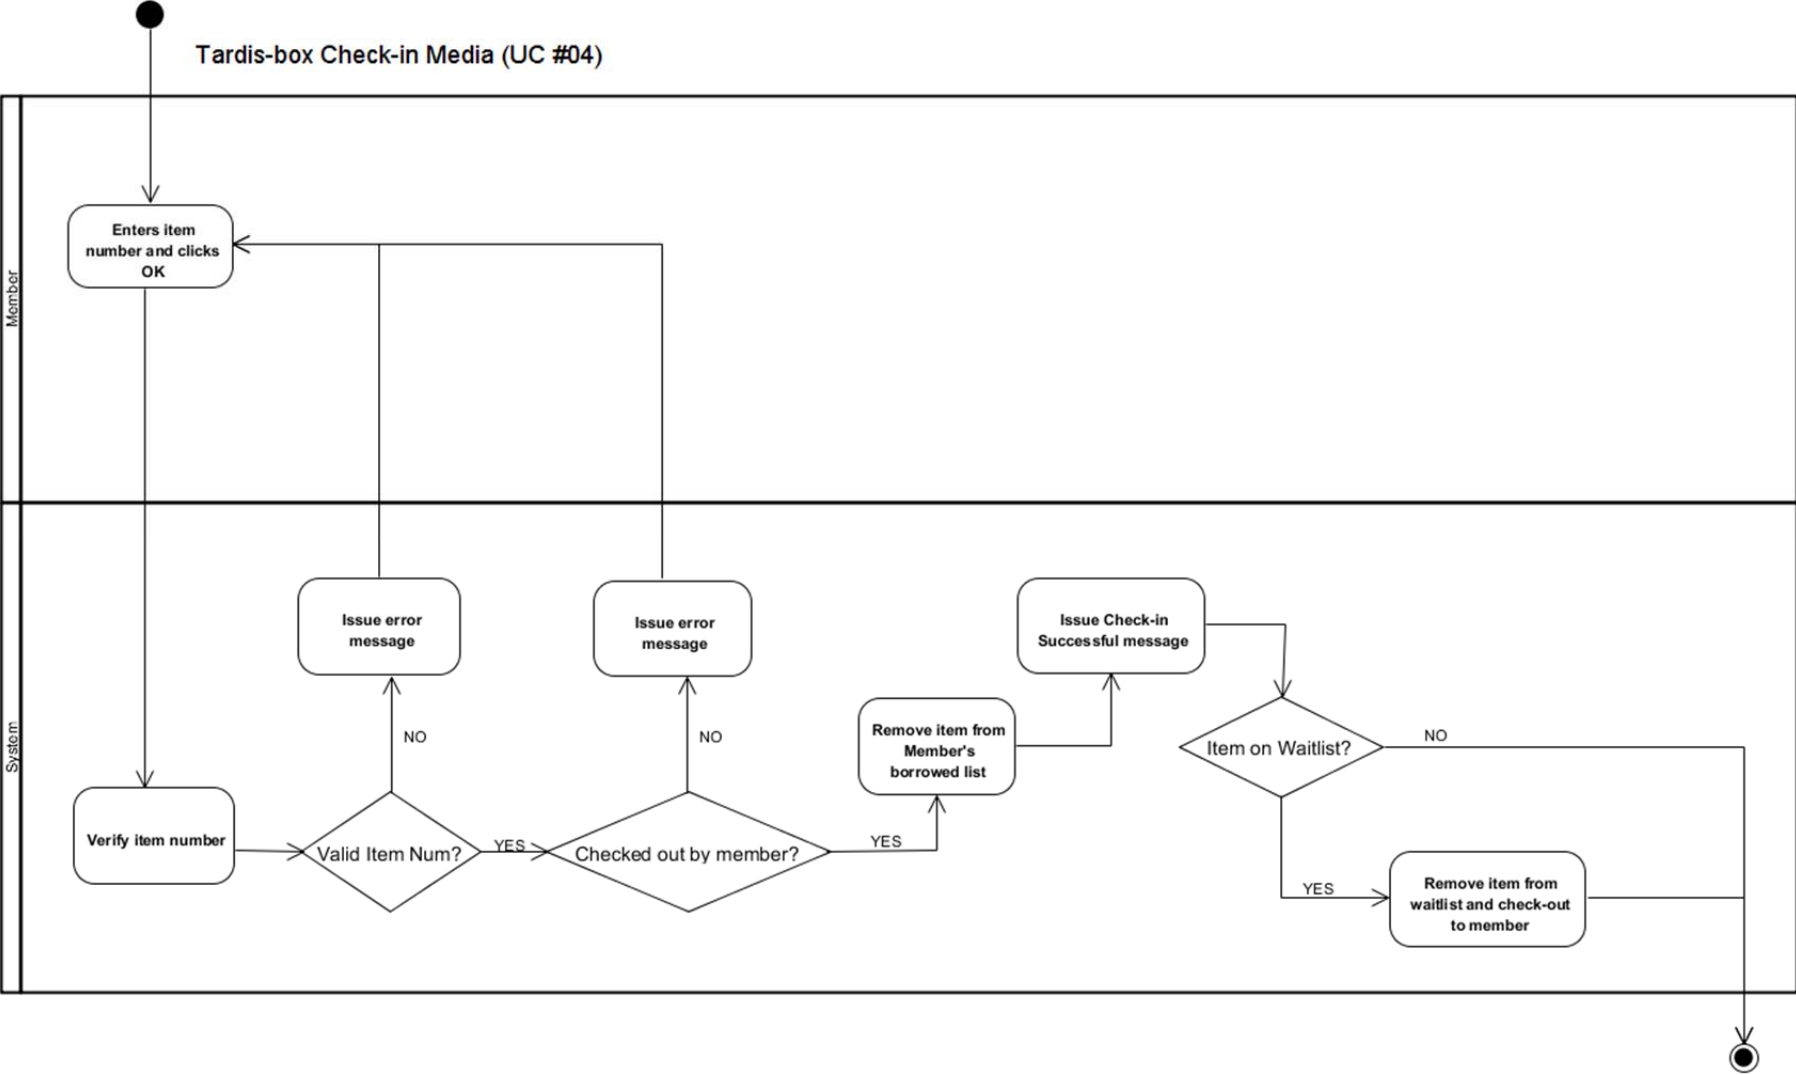 Tardis-box Check-in Media (UC #04)
Member
Enters item
number and clicks
OK
System
Issue error
message
Issue error
message
Issue Check-in
Successful message
Remove item from
Member's
borrowed list
NO
NO
Item on Waitlist?
NO
Verify item number
Valid Item Num?
YES
Checked out by member?
YES
YES
Remove item from
waitlist and check-out
to member